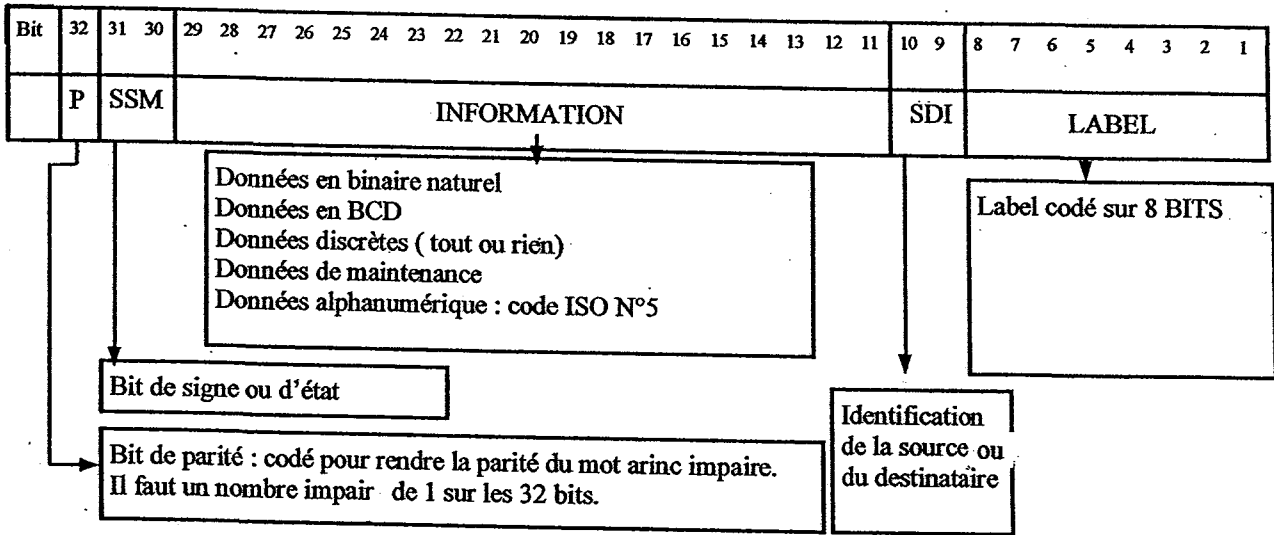 Bit 32 31 30 29 28 27 26 25 24 23 22 21 20 19 18 17 16 15 14 13 12 11 10 9 8 7 6 5 4 3 2 1
P SSM INFORMATION SDI LABEL
Données en binaire naturel
Données en BCD
Données discrètes ( tout ou rien)
Données de maintenance
Données alphanumérique : code ISO N°5
Label codé sur 8 BITS
Bit de signe ou d'état
Identification
de la source ou
du destinataire
Bit de parité : codé pour rendre la parité du mot arinc impaire.
Il faut un nombre impair de 1 sur les 32 bits.